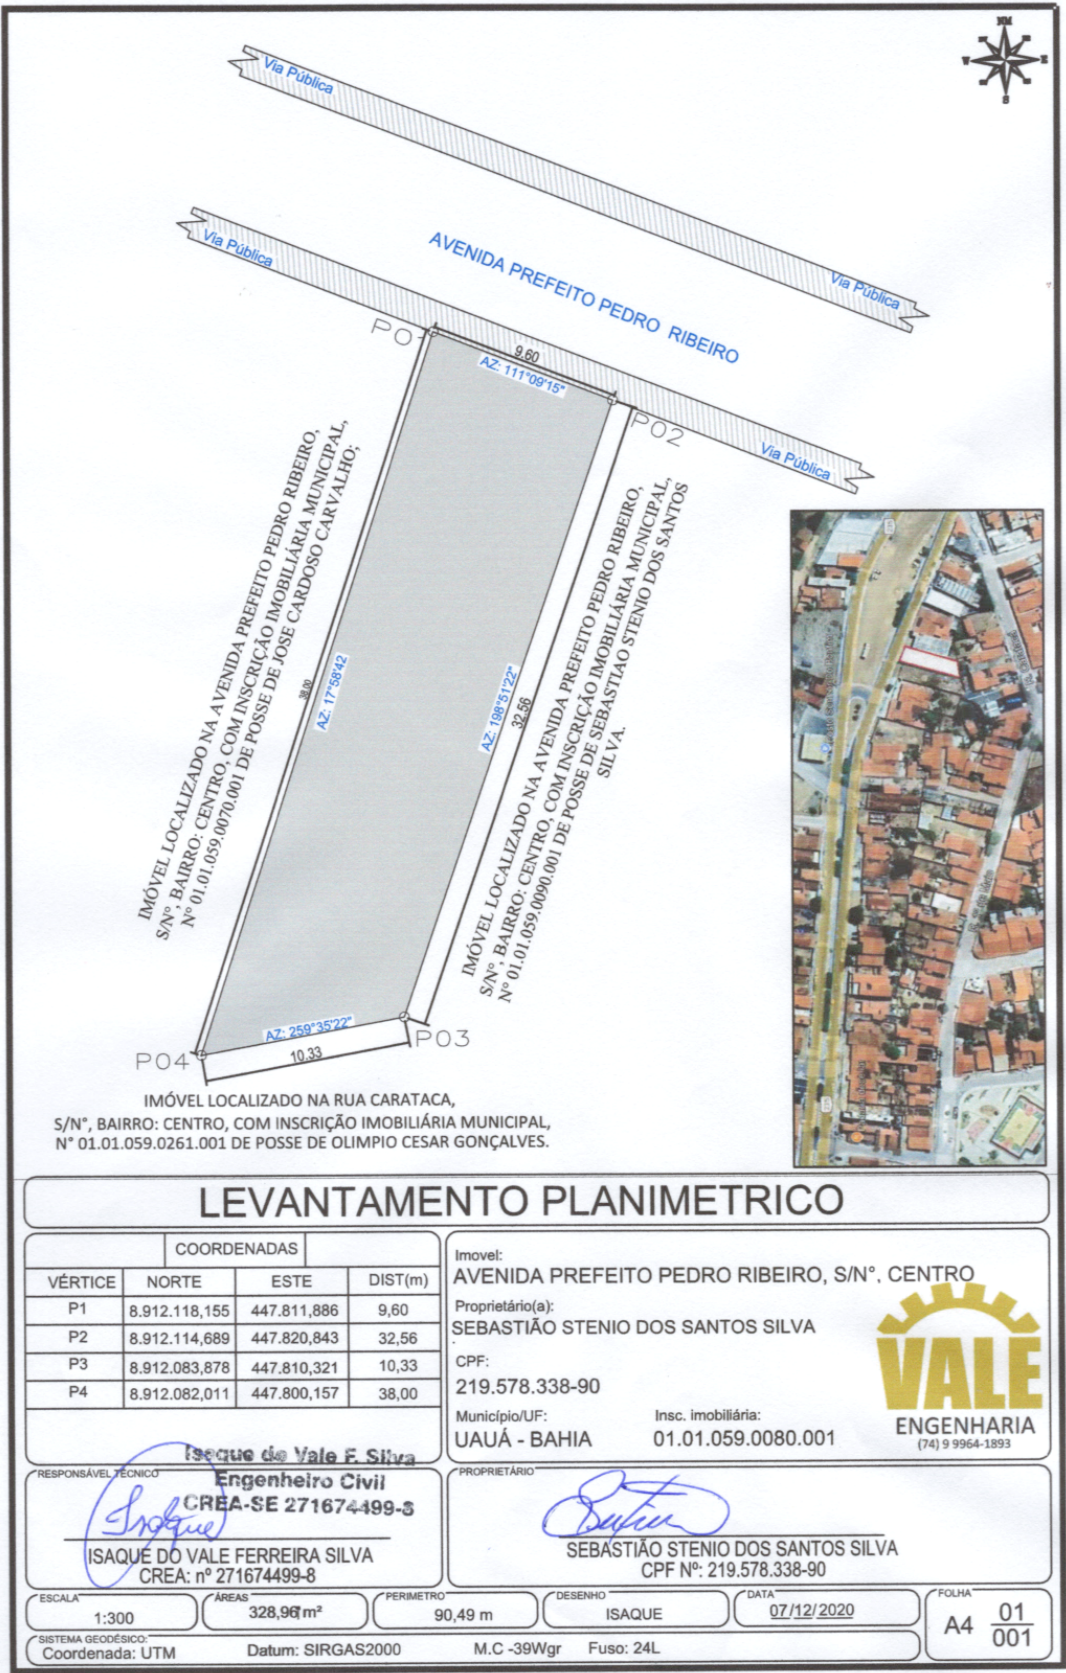 Via Pública
Via Pública
AVENIDA PREFEITO PEDRO RIBEIRO
Via Pública
Via Pública
P01
9.60
AZ: 111°09'15"
P02
IMÓVEL LOCALIZADO NA AVENIDA PREFEITO PEDRO RIBEIRO,
S/Nº, BAIRRO: CENTRO, COM INSCRIÇÃO IMOBILIÁRIA MUNICIPAL,
N° 01.01.059.0070.001 DE POSSE DE JOSE CARDOSO CARVALHO;
38.00
AZ: 17°58'42
AZ: 198°51'22"
32.56
IMÓVEL LOCALIZADO NA AVENIDA PREFEITO PEDRO RIBEIRO,
S/Nº, BAIRRO: CENTRO, COM INSCRIÇÃO IMOBILIÁRIA MUNICIPAL,
N° 01.01.059.0090.001 DE POSSE DE SEBASTIAO STENIO DOS SANTOS
SILVA.
AZ: 259°35'22"
10.33
P03
P04
IMÓVEL LOCALIZADO NA RUA CARATACA,
S/N°, BAIRRO: CENTRO, COM INSCRIÇÃO IMOBILIÁRIA MUNICIPAL,
N° 01.01.059.0261.001 DE POSSE DE OLIMPIO CESAR GONÇALVES.
LEVANTAMENTO PLANIMETRICO
COORDENADAS
VÉRTICE NORTE ESTE DIST(m)
P1 8.912.118,155 447.811,886 9,60
P2 8.912.114,689 447.820,843 32,56
P3 8.912.083,878 447.810,321 10,33
P4 8.912.082,011 447.800,157 38,00
Imovel:
AVENIDA PREFEITO PEDRO RIBEIRO, S/N°. CENTRO
Proprietário(a):
SEBASTIÃO STENIO DOS SANTOS SILVA
CPF:
219.578.338-90
Município/UF: Insc. imobiliária:
UAUÁ - BAHIA 01.01.059.0080.001
VALE
ENGENHARIA
(74) 9 9964-1893
Isaque do Vale F. Silva
Engenheiro Civil
CREA-SE 271674499-8
RESPONSÁVEL TÉCNICO
Isaque
ISAQUE DO VALE FERREIRA SILVA
CREA: nº 271674499-8
PROPRIETÁRIO
SEBASTIÃO STENIO DOS SANTOS SILVA
CPF Nº: 219.578.338-90
ESCALA
1:300
ÁREAS
328,96 m²
PERIMETRO
90,49 m
DESENHO
ISAQUE
DATA
07/12/2020
FOLHA
A4 01
001
SISTEMA GEODÉSICO:
Coordenada: UTM Datum: SIRGAS2000 M.C -39Wgr Fuso: 24L